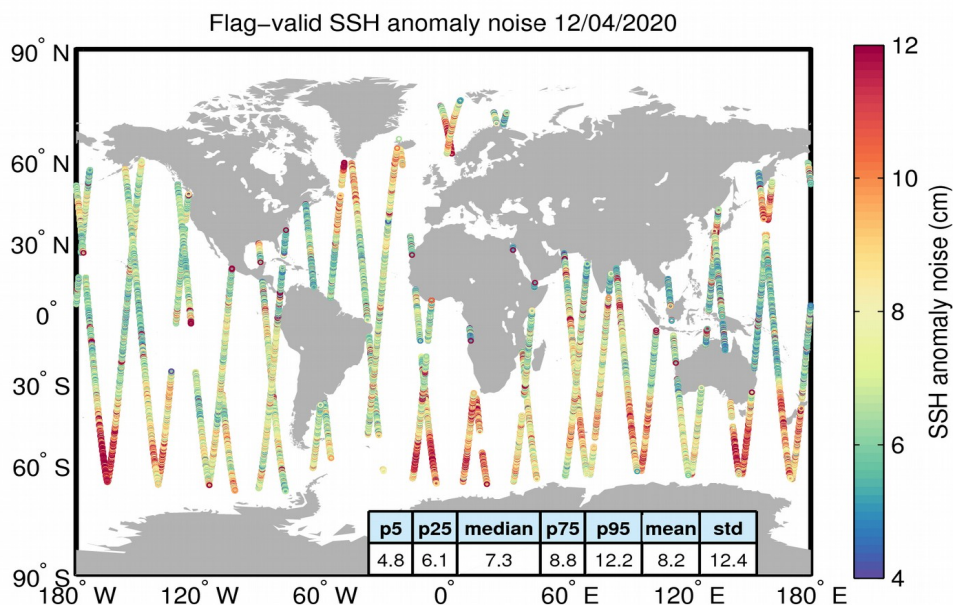 Flag–valid SSH anomaly noise 12/04/2020
90° N
60° N
30° N
0°
30° S
60° S
90° S
180° W
120° W
60° W
0°
60° E
120° E
180° E
12
10
8
6
4
SSH anomaly noise (cm)
p5 p25 median p75 p95 mean std
4.8 6.1 7.3 8.8 12.2 8.2 12.4